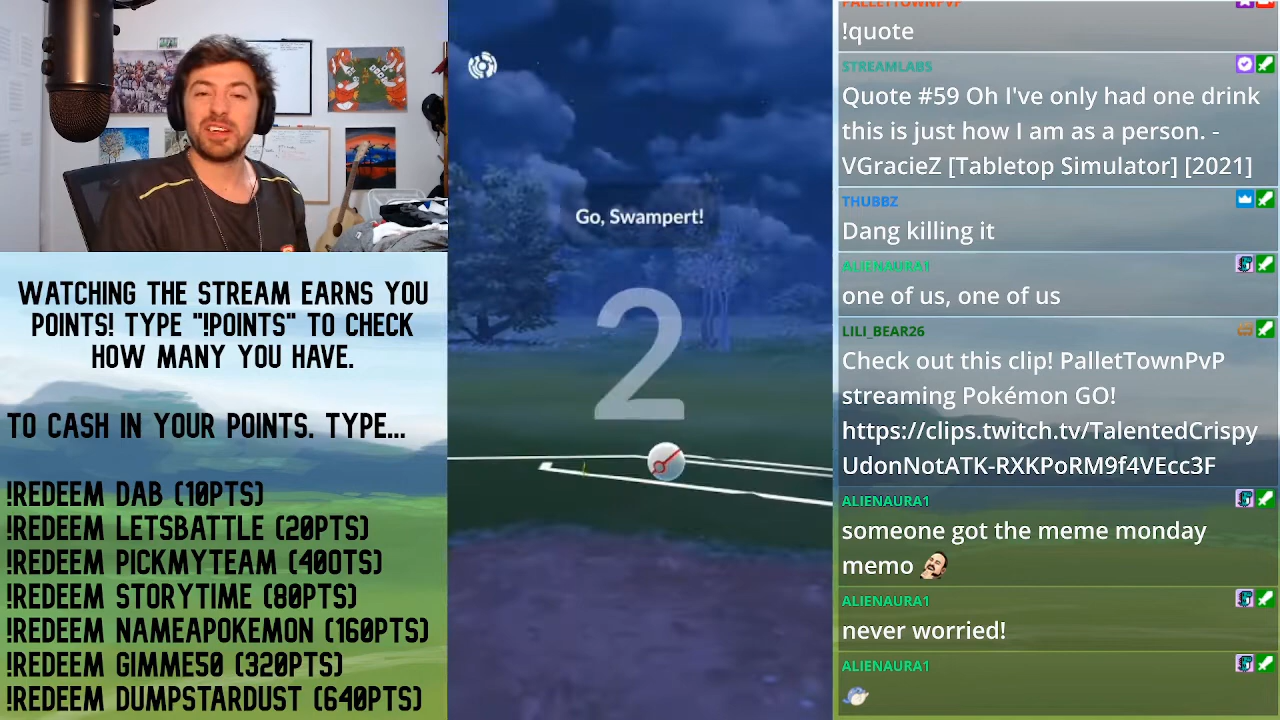 WATCHING THE STREAM EARNS YOU
POINTS! TYPE "!POINTS" TO CHECK
HOW MANY YOU HAVE.
TO CASH IN YOUR POINTS. TYPE...
!REDEEM DAB (10PTS)
!REDEEM LETSBATTLE (20PTS)
!REDEEM PICKMYTEAM (40OTS)
!REDEEM STORYTIME (80PTS)
!REDEEM NAMEAPOKEMON (160PTS)
!REDEEM GIMME50 (320PTS)
!REDEEM DUMPSTARDUST (640PTS)
Go, Swampert!
2
PALLETTOWNPVP
!quote
STREAMLABS
Quote #59 Oh I've only had one drink
this is just how I am as a person. -
VGracieZ [Tabletop Simulator] [2021]
THUBBZ
Dang killing it
ALIENAURA1
one of us, one of us
LILI_BEAR26
Check out this clip! PalletTownPvP
streaming Pokémon GO!
https://clips.twitch.tv/TalentedCrispy
UdonNotATK-RXKPoRM9f4VEcc3F
ALIENAURA1
someone got the meme monday
memo
ALIENAURA1
never worried!
ALIENAURA1